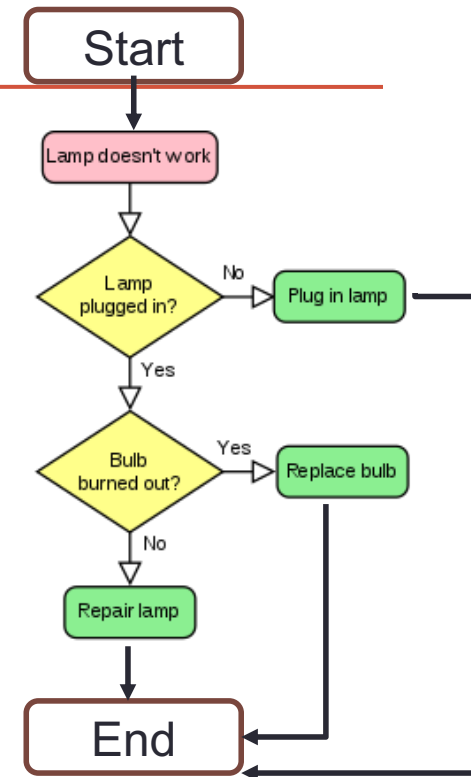 Start
Lamp doesn't work
Lamp
plugged in?
No
Plug in lamp
Yes
Bulb
burned out?
Yes
Replace bulb
No
Repair lamp
End